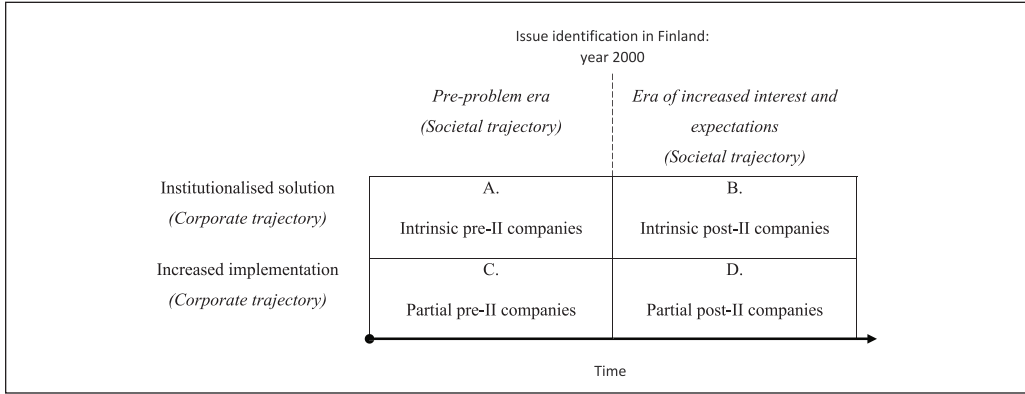 Issue identification in Finland:
year 2000
Pre-problem era
(Societal trajectory)
Era of increased interest and
expectations
(Societal trajectory)
Institutionalised solution
(Corporate trajectory)
A.
Intrinsic pre-II companies
B.
Intrinsic post-II companies
Increased implementation
(Corporate trajectory)
C.
Partial pre-II companies
D.
Partial post-II companies
Time